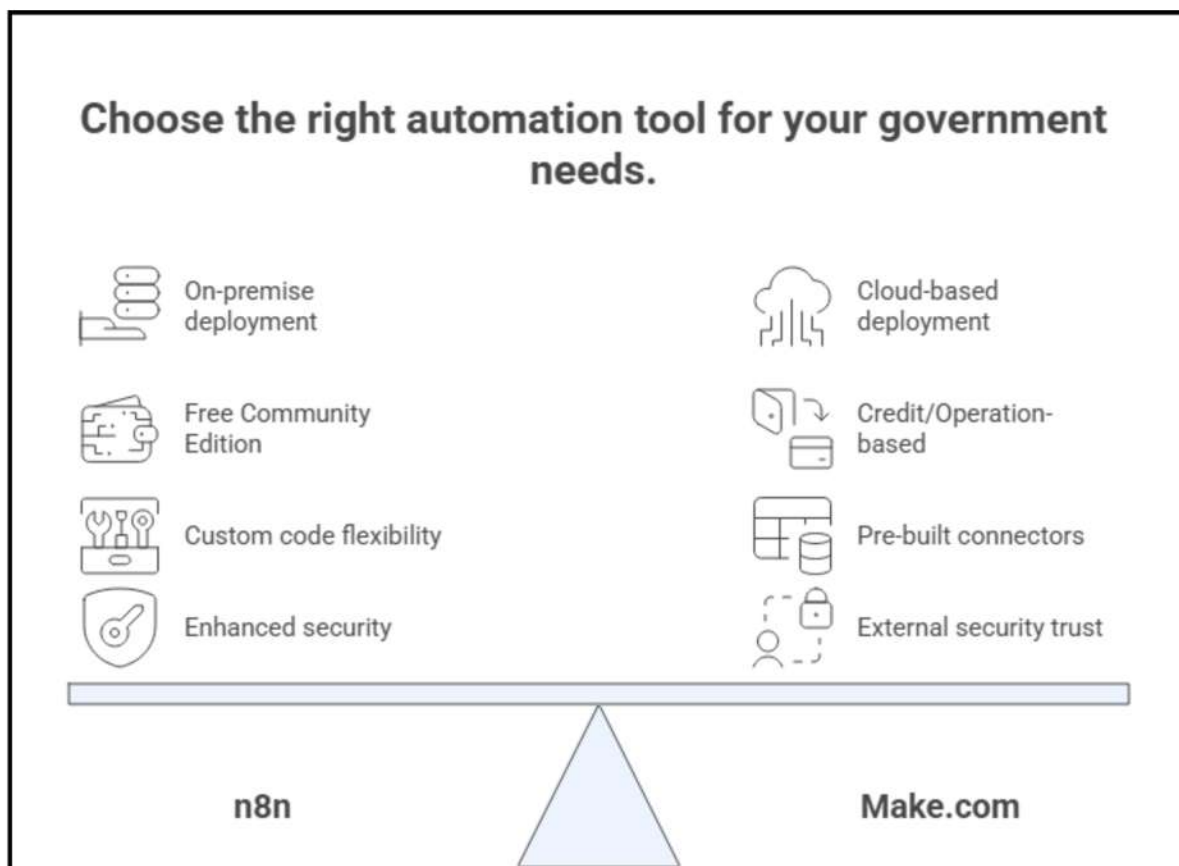 Choose the right automation tool for your government
needs.
On-premise
deployment
Free Community
Edition
Custom code flexibility
Enhanced security
Cloud-based
deployment
Credit/Operation-
based
Pre-built connectors
External security trust
n8n
Make.com